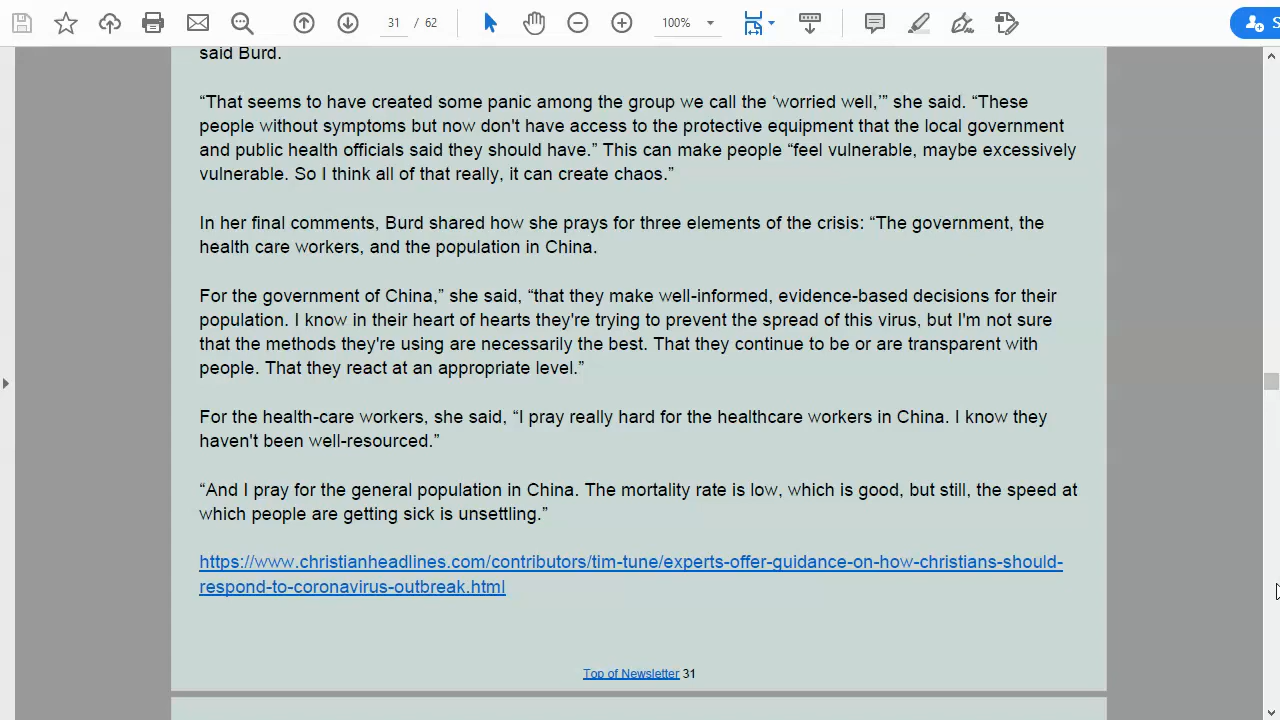 31 / 62
100%
S
said Burd.
“That seems to have created some panic among the group we call the ‘worried well,’” she said. “These
people without symptoms but now don't have access to the protective equipment that the local government
and public health officials said they should have.” This can make people “feel vulnerable, maybe excessively
vulnerable. So I think all of that really, it can create chaos.”
In her final comments, Burd shared how she prays for three elements of the crisis: “The government, the
health care workers, and the population in China.
For the government of China,” she said, “that they make well-informed, evidence-based decisions for their
population. I know in their heart of hearts they're trying to prevent the spread of this virus, but I'm not sure
that the methods they're using are necessarily the best. That they continue to be or are transparent with
people. That they react at an appropriate level.”
For the health-care workers, she said, “I pray really hard for the healthcare workers in China. I know they
haven't been well-resourced.”
“And I pray for the general population in China. The mortality rate is low, which is good, but still, the speed at
which people are getting sick is unsettling.”
https://www.christianheadlines.com/contributors/tim-tune/experts-offer-guidance-on-how-christians-should-
respond-to-coronavirus-outbreak.html
Top of Newsletter 31